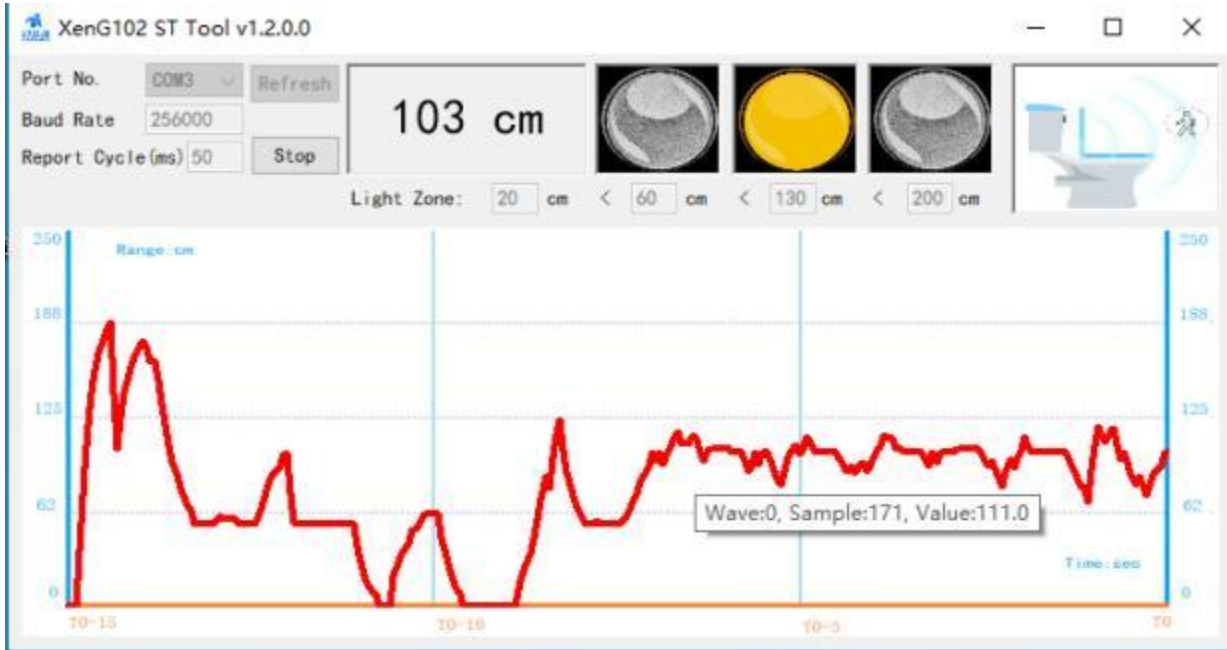 XenG102 ST Tool v1.2.0.0
Port No. COM3 Refresh
Baud Rate 256000
Report Cycle(ms) 50 Stop
103 cm
Light Zone: 20 cm < 60 cm < 130 cm < 200 cm
250 Range:cm 250
188 188
125 125
62 62
Wave:0, Sample:171, Value:111.0
Time:sec
0 0
T0-15 T0-10 T0-5 T0